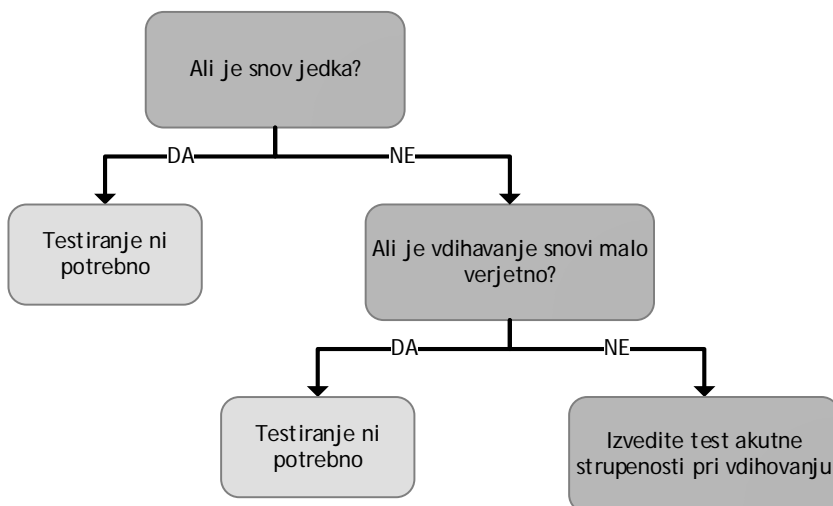 Ali je snov jedka?
DA
NE
Testiranje ni
potrebno
Ali je vdihavanje snovi malo
verjetno?
DA
NE
Testiranje ni
potrebno
Izvedite test akutne
strupenosti pri vdihovanju